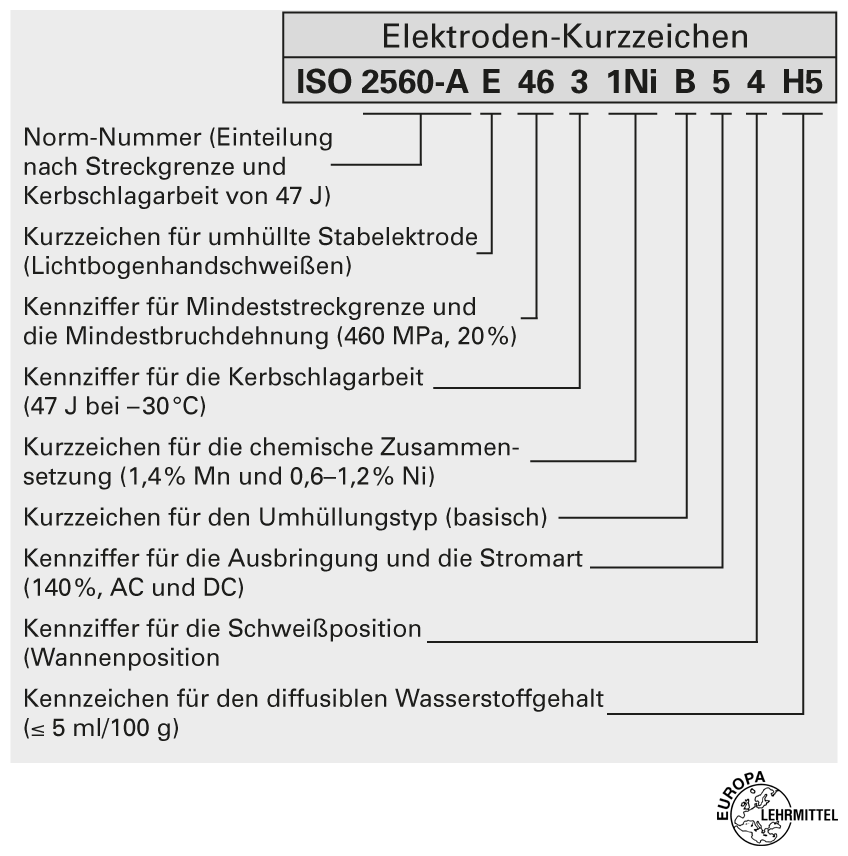 Elektroden-Kurzzeichen
ISO 2560-A E 46 3 1Ni B 5 4 H5
Norm-Nummer (Einteilung
nach Streckgrenze und
Kerbschlagarbeit von 47 J)
Kurzzeichen für umhüllte Stabelektrode
(Lichtbogenhandschweißen)
Kennziffer für Mindeststreckgrenze und
die Mindestbruchdehnung (460 MPa, 20 %)
Kennziffer für die Kerbschlagarbeit
(47 J bei –30 °C)
Kurzzeichen für die chemische Zusammen-
setzung (1,4 % Mn und 0,6–1,2 % Ni)
Kurzzeichen für den Umhüllungstyp (basisch)
Kennziffer für die Ausbringung und die Stromart
(140 %, AC und DC)
Kennziffer für die Schweißposition
(Wannenposition
Kennzeichen für den diffusiblen Wasserstoffgehalt
(≤ 5 ml/100 g)
EUROPA
LEHRMITTEL